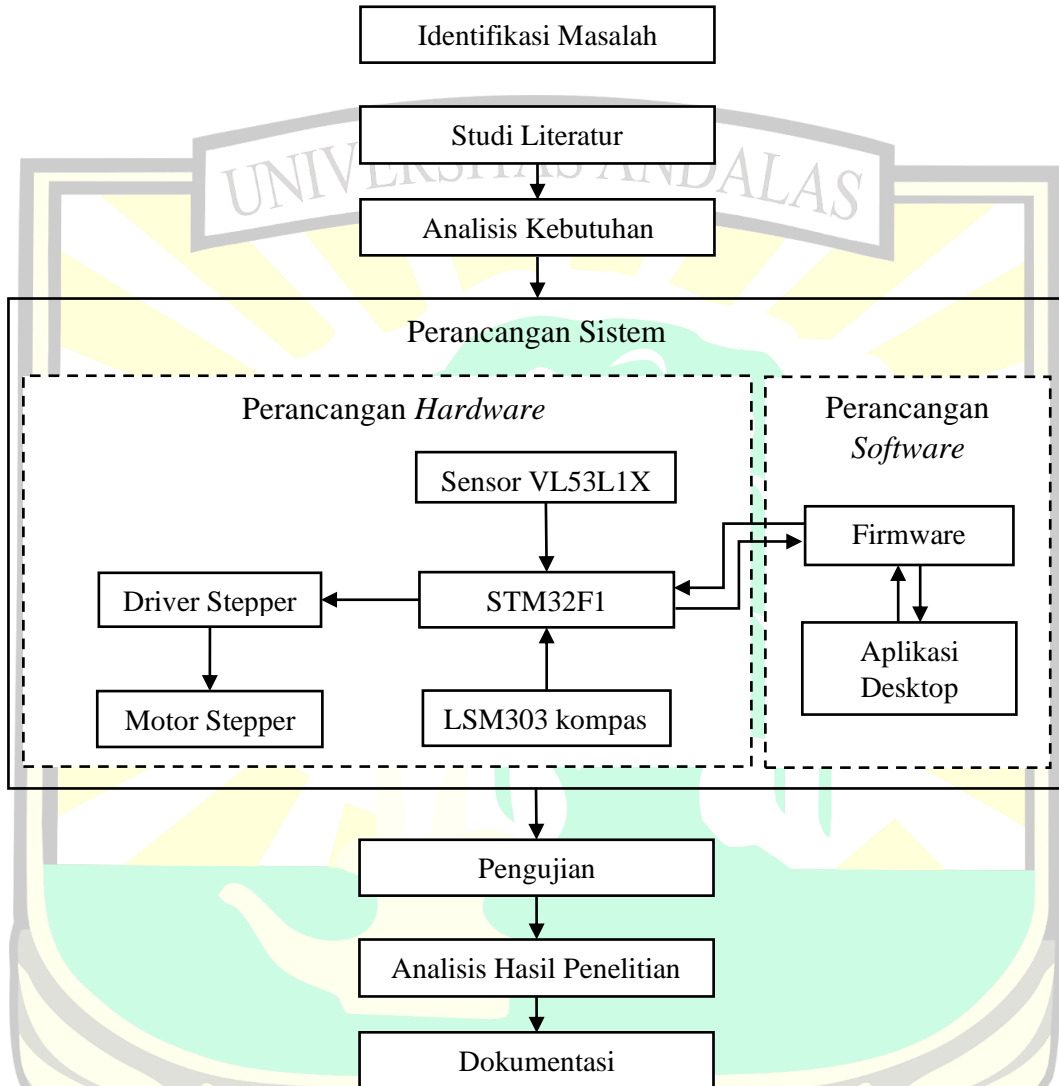 Identifikasi Masalah
Studi Literatur
UNIVERSITAS ANDALAS
Analisis Kebutuhan
Perancangan Sistem
Perancangan Hardware
Perancangan
Software
Sensor VL53L1X
Firmware
Driver Stepper
STM32F1
Aplikasi
Desktop
Motor Stepper
LSM303 kompas
Pengujian
Analisis Hasil Penelitian
Dokumentasi